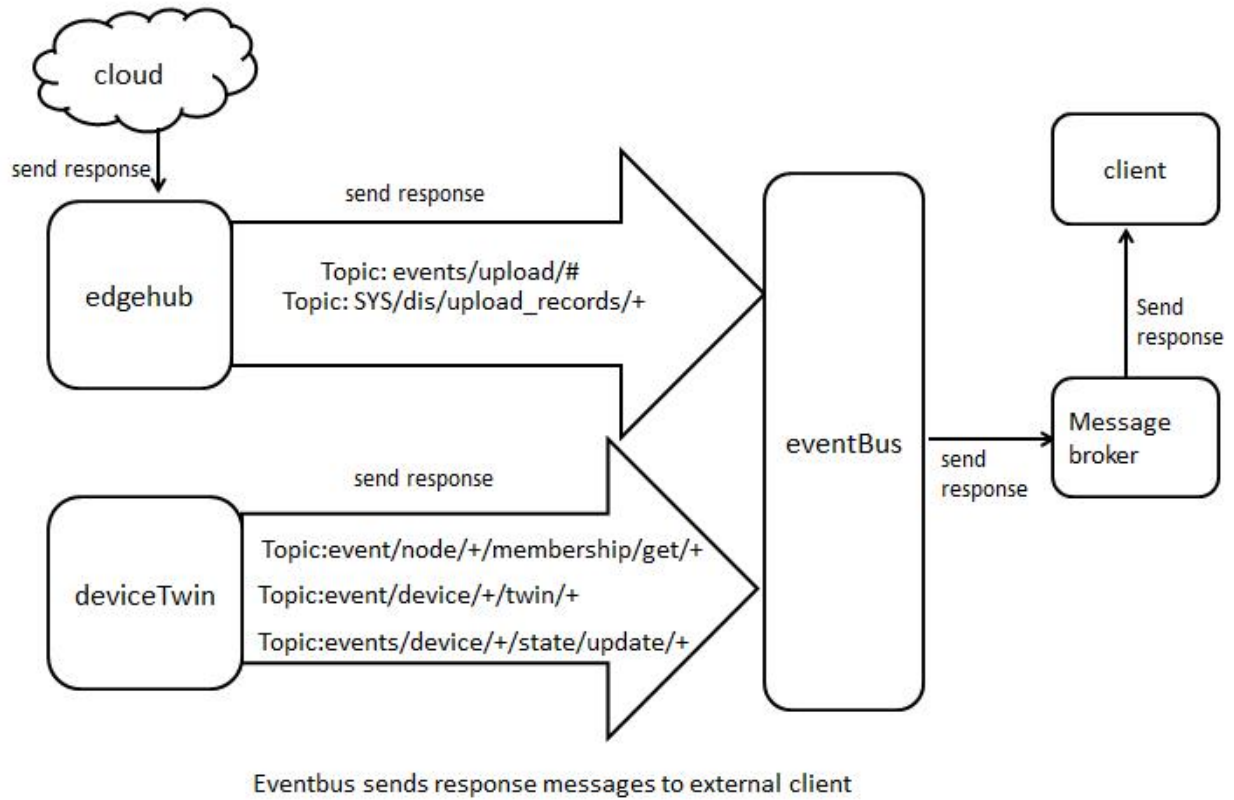 cloud
send response
edgehub
send response
Topic: events/upload/#
Topic: SYS/dis/upload_records/+
deviceTwin
send response
Topic:event/node/+/membership/get/+
Topic:event/device/+/twin/+
Topic:events/device/+/state/update/+
eventBus
send
response
Message
broker
Send
response
client
Eventbus sends response messages to external client